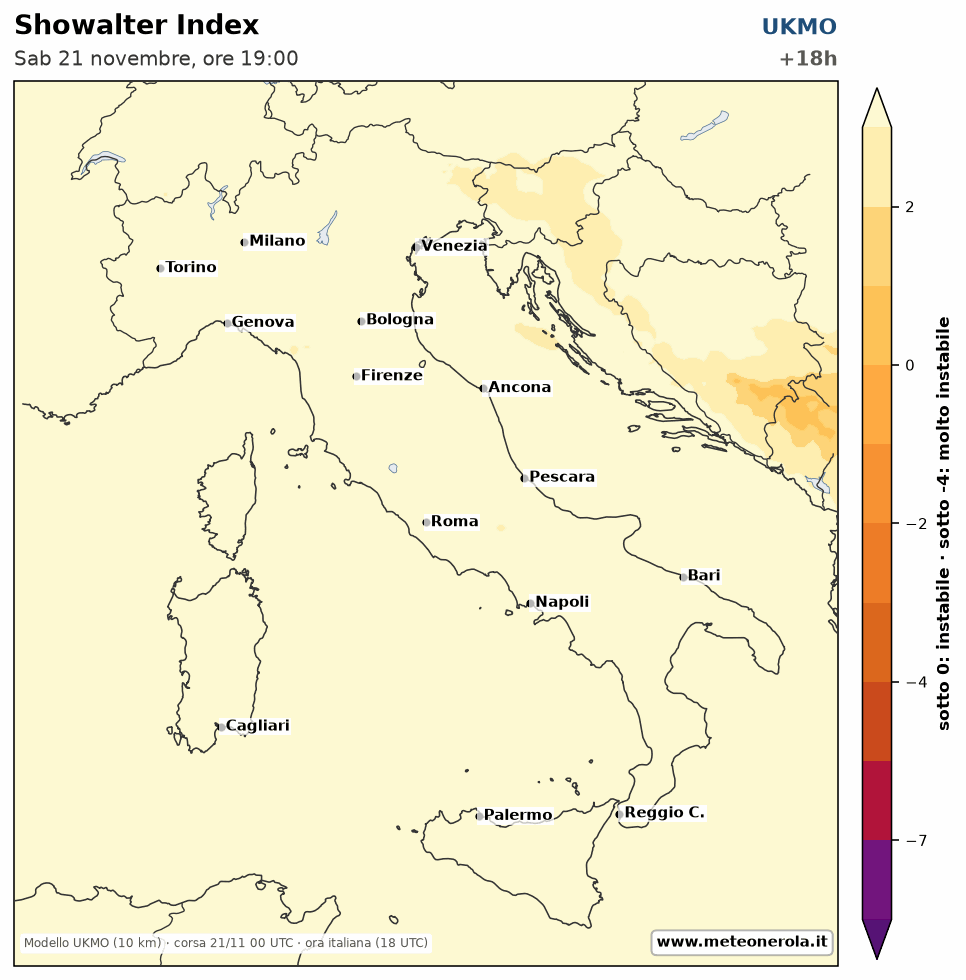 Showalter Index
UKMO
Sab 21 novembre, ore 19:00
+18h
Milano
Venezia
Torino
Genova
Bologna
Firenze
Ancona
Pescara
Roma
Bari
Napoli
Cagliari
Palermo
Reggio C.
2
0
−2
−4
−7
sotto 0: instabile · sotto -4: molto instabile
Modello UKMO (10 km) · corsa 21/11 00 UTC · ora italiana (18 UTC)
www.meteonerola.it